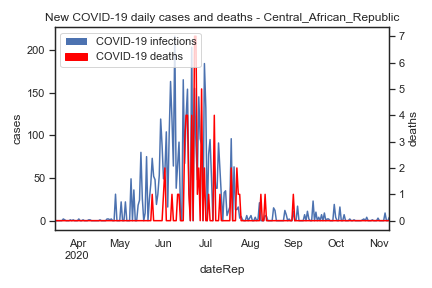 New COVID-19 daily cases and deaths - Central_African_Republic
COVID-19 infections
COVID-19 deaths
cases
200
150
100
50
0
deaths
7
6
5
4
3
2
1
0
Apr May Jun Jul Aug Sep Oct Nov
2020
dateRep